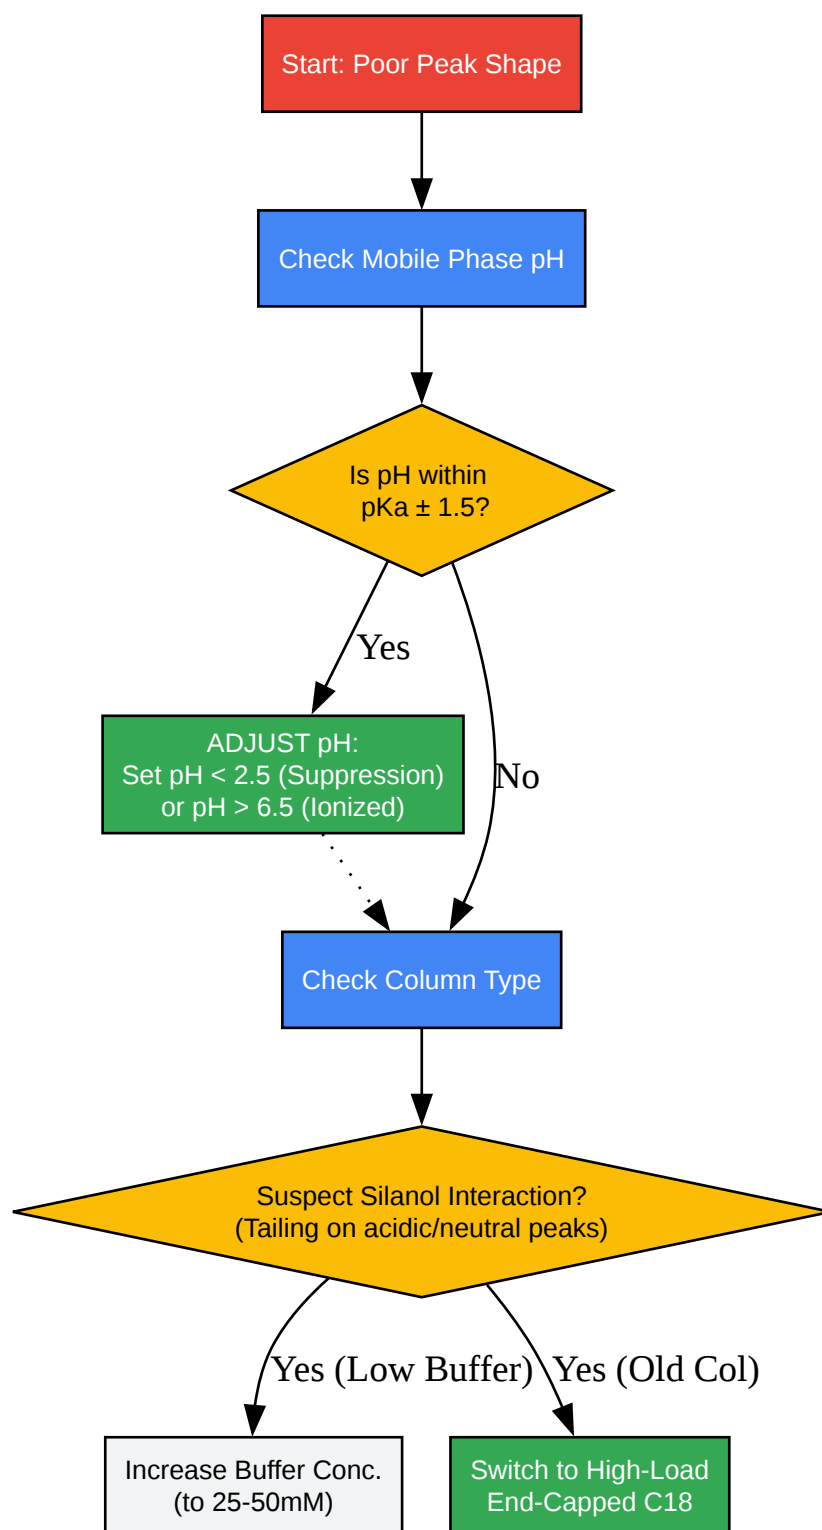 Start: Poor Peak Shape
Check Mobile Phase pH
Is pH within
pKa ± 1.5?
Yes
ADJUST pH:
Set pH < 2.5 (Suppression)
or pH > 6.5 (Ionized)
No
Check Column Type
Suspect Silanol Interaction?
(Tailing on acidic/neutral peaks)
Yes (Low Buffer)
Yes (Old Col)
Increase Buffer Conc.
(to 25-50mM)
Switch to High-Load
End-Capped C18